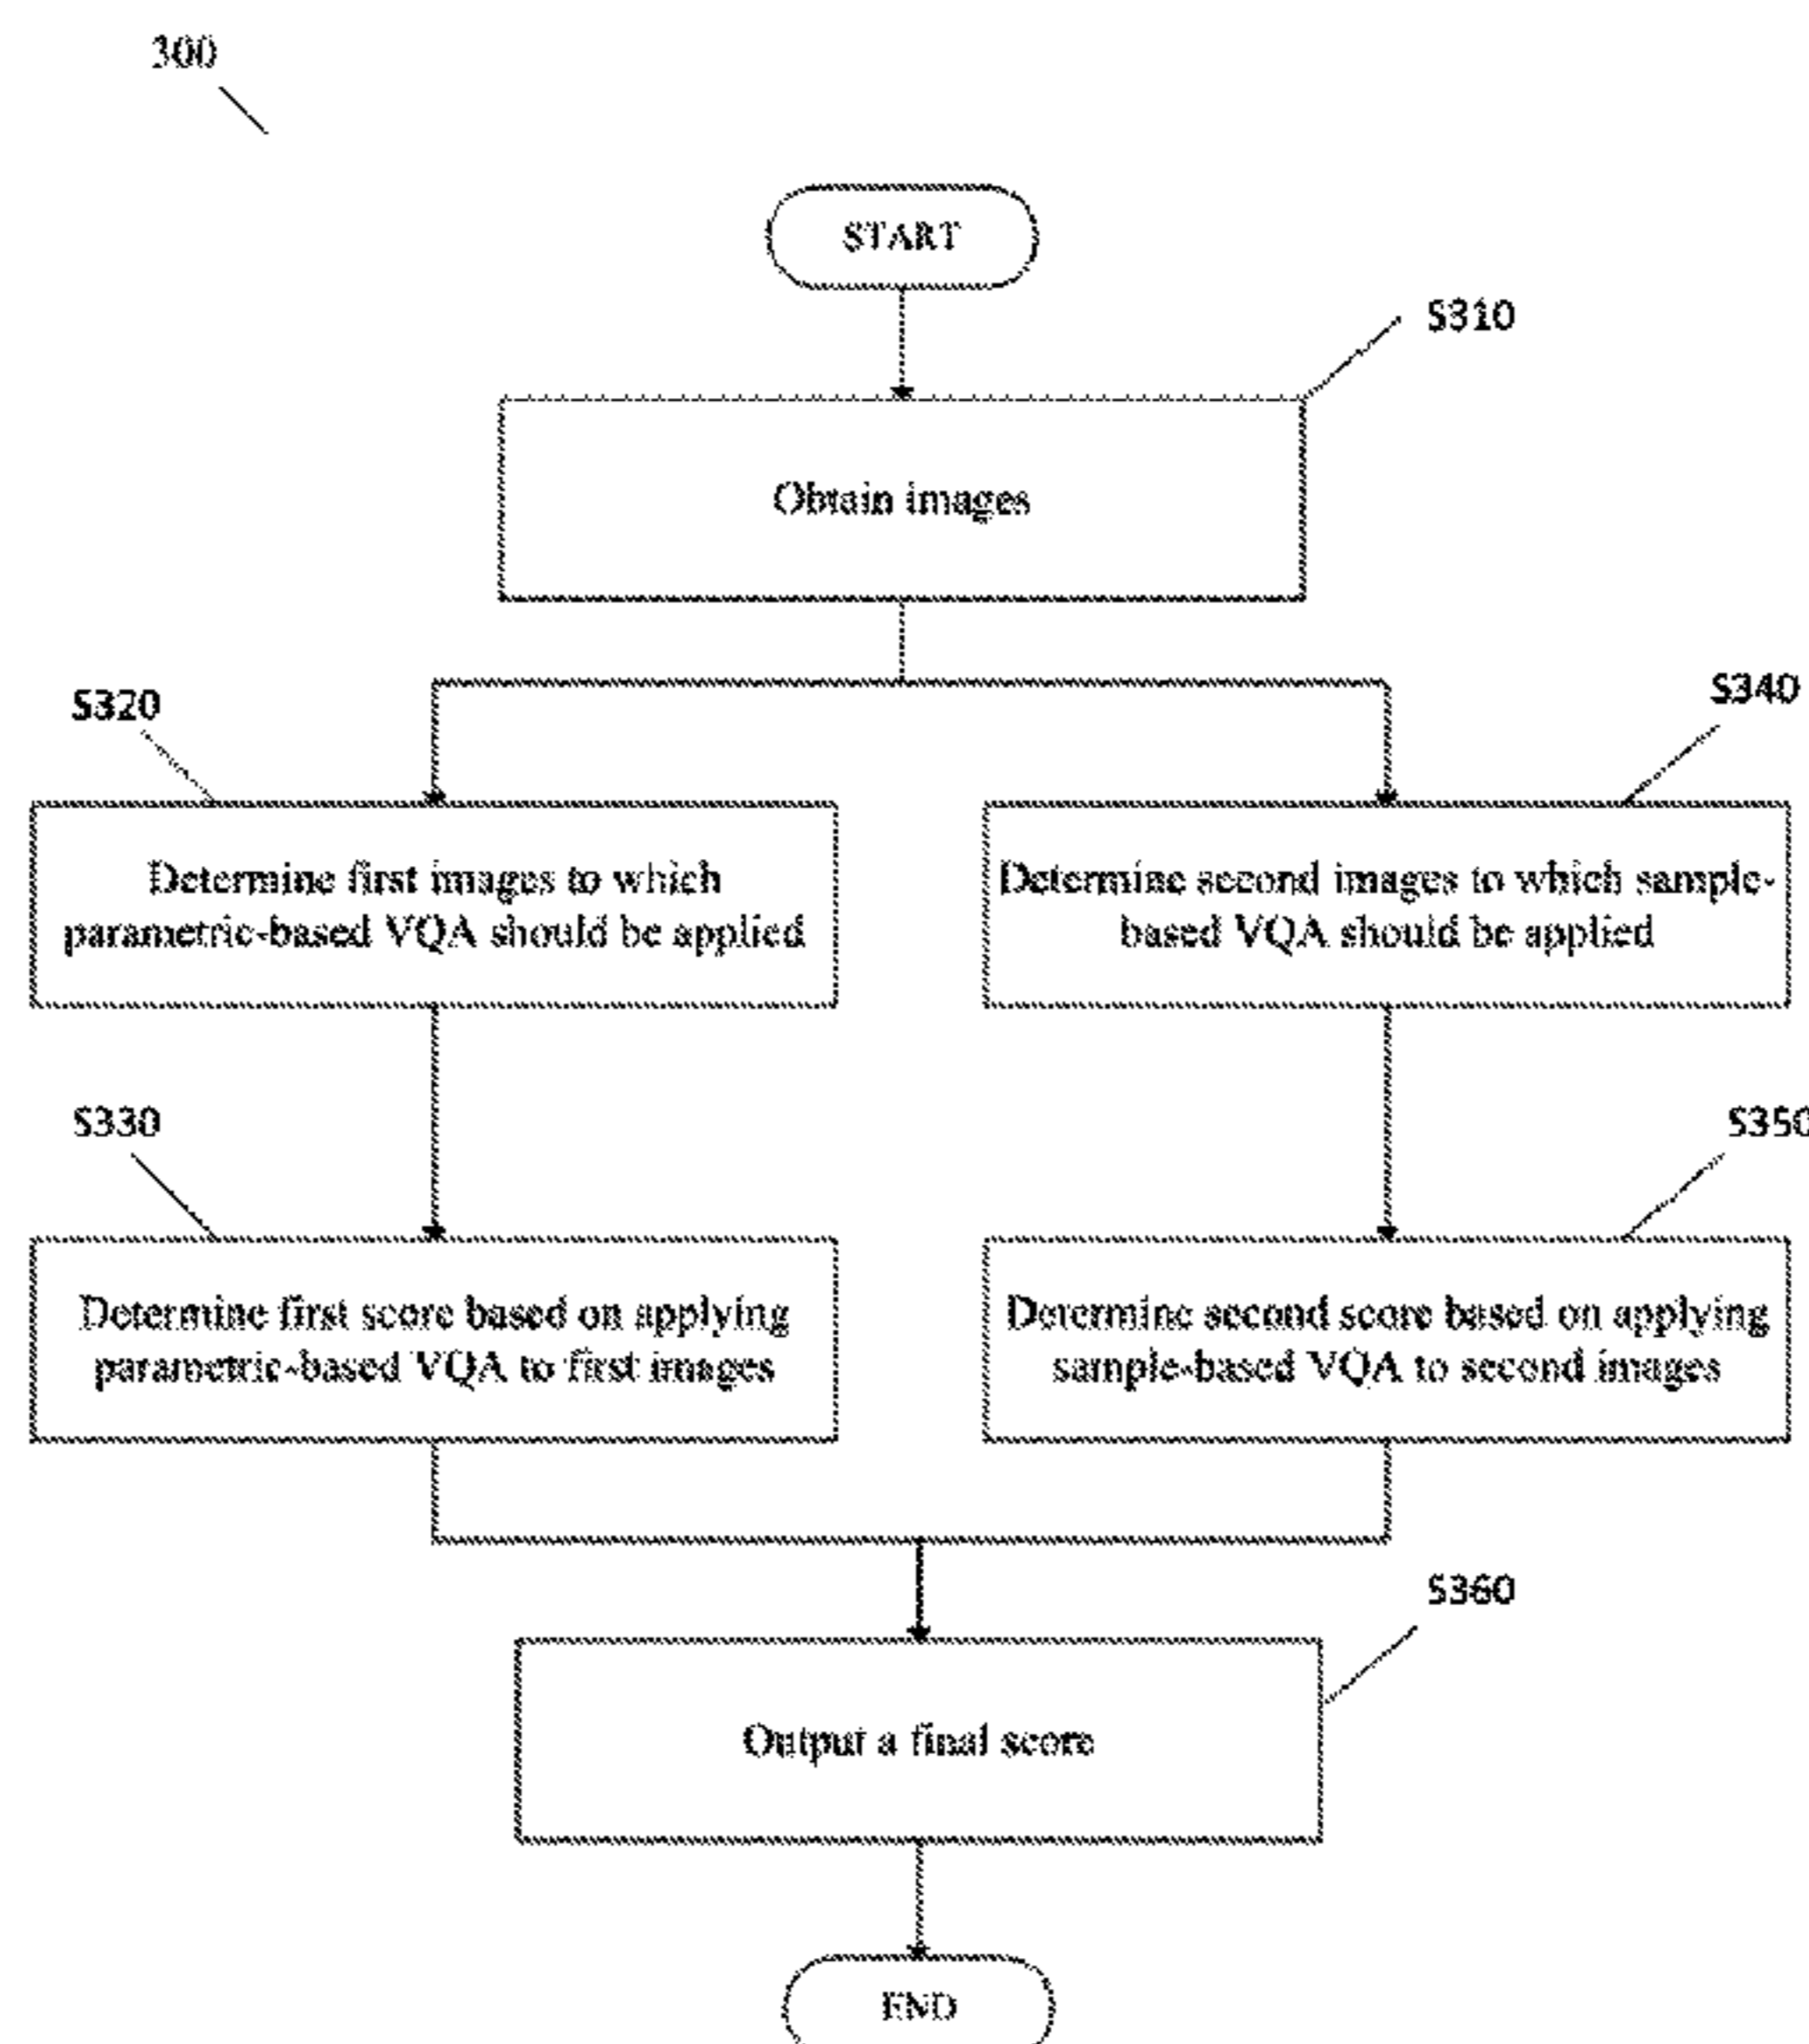 300
START
S310
Obtain images
S320
S340
Determine first images to which
parametric-based VQA should be applied
Determine second images to which sample-
based VQA should be applied
S330
S350
Determine first score based on applying
parametric-based VQA to first images
Determine second score based on applying
sample-based VQA to second images
S360
Output a final score
END